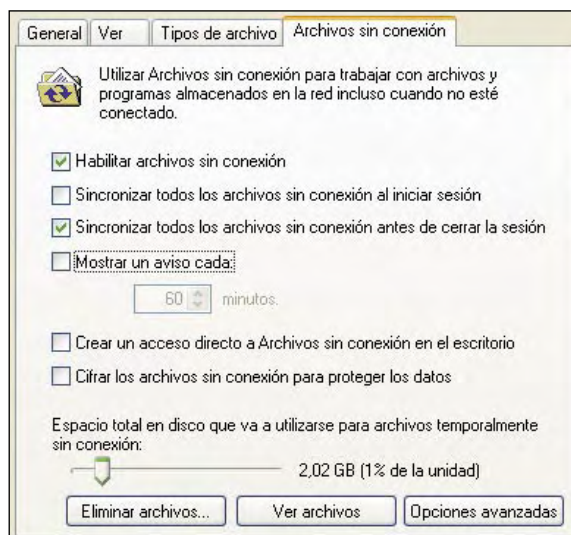 General Ver Tipos de archivo Archivos sin conexión
Utilizar Archivos sin conexión para trabajar con archivos y
programas almacenados en la red incluso cuando no esté
conectado.
Habilitar archivos sin conexión
Sincronizar todos los archivos sin conexión al iniciar sesión
Sincronizar todos los archivos sin conexión antes de cerrar la sesión
Mostrar un aviso cada:
60 minutos.
Crear un acceso directo a Archivos sin conexión en el escritorio
Cifrar los archivos sin conexión para proteger los datos
Espacio total en disco que va a utilizarse para archivos temporalmente
sin conexión:
2,02 GB (1% de la unidad)
Eliminar archivos... Ver archivos Opciones avanzadas